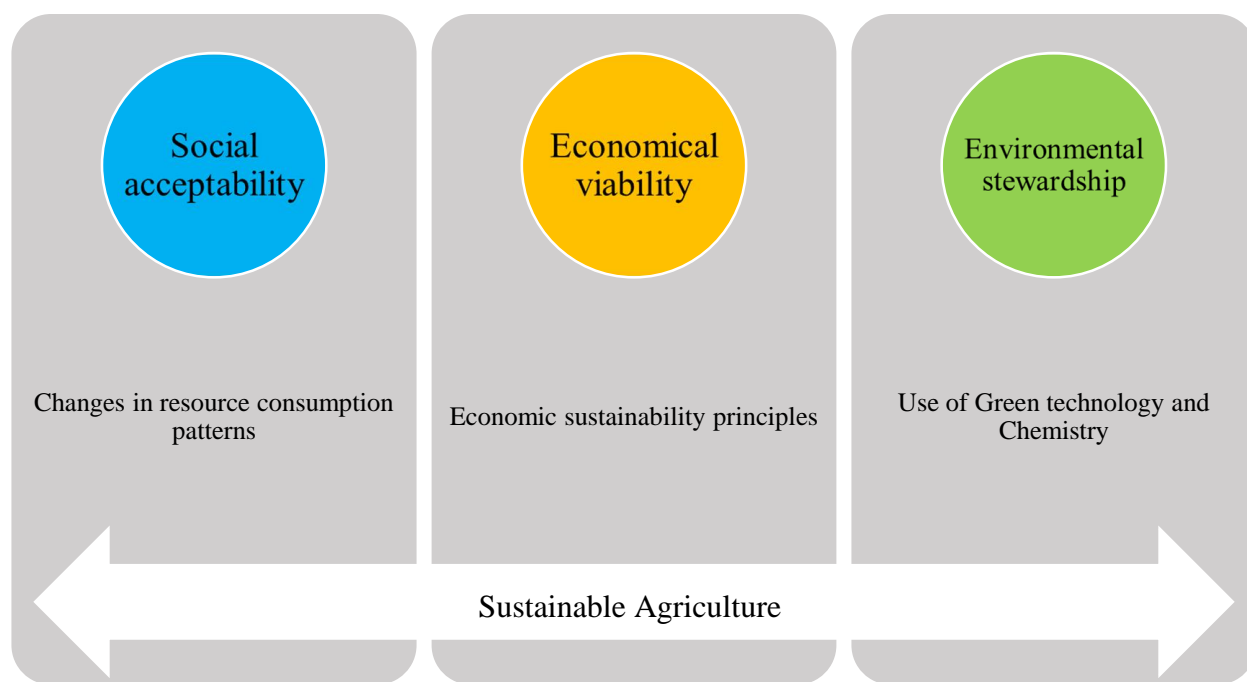 Social
acceptability
Economical
viability
Environmental
stewardship
Changes in resource consumption
patterns
Economic sustainability principles
Use of Green technology and
Chemistry
Sustainable Agriculture